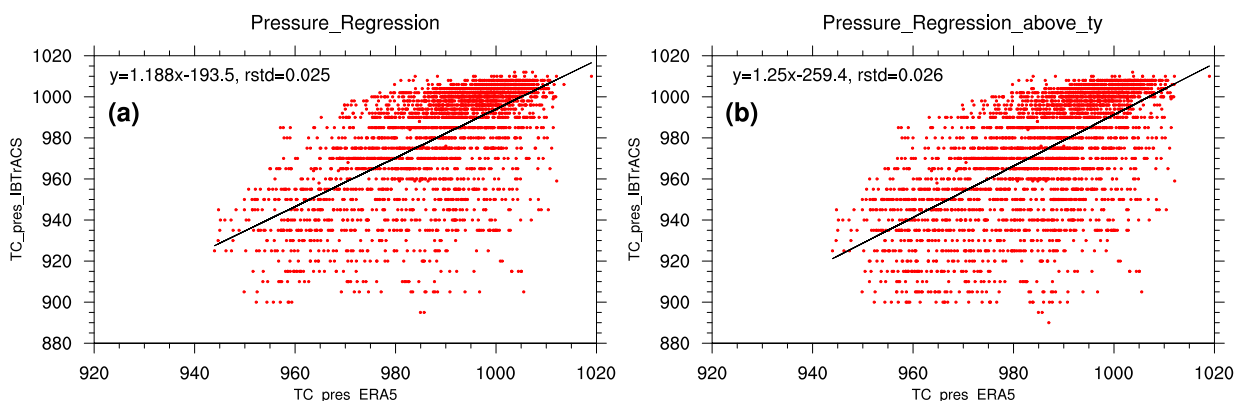 Pressure_Regression
1020
1000
980
960
940
920
900
880
TC_pres_IBTrACS
y=1.188x-193.5, rstd=0.025
(a)
920 940 960 980 1000 1020
TC_pres_ERA5
Pressure_Regression_above_ty
1020
1000
980
960
940
920
900
880
TC_pres_IBTrACS
y=1.25x-259.4, rstd=0.026
(b)
920 940 960 980 1000 1020
TC_pres_ERA5